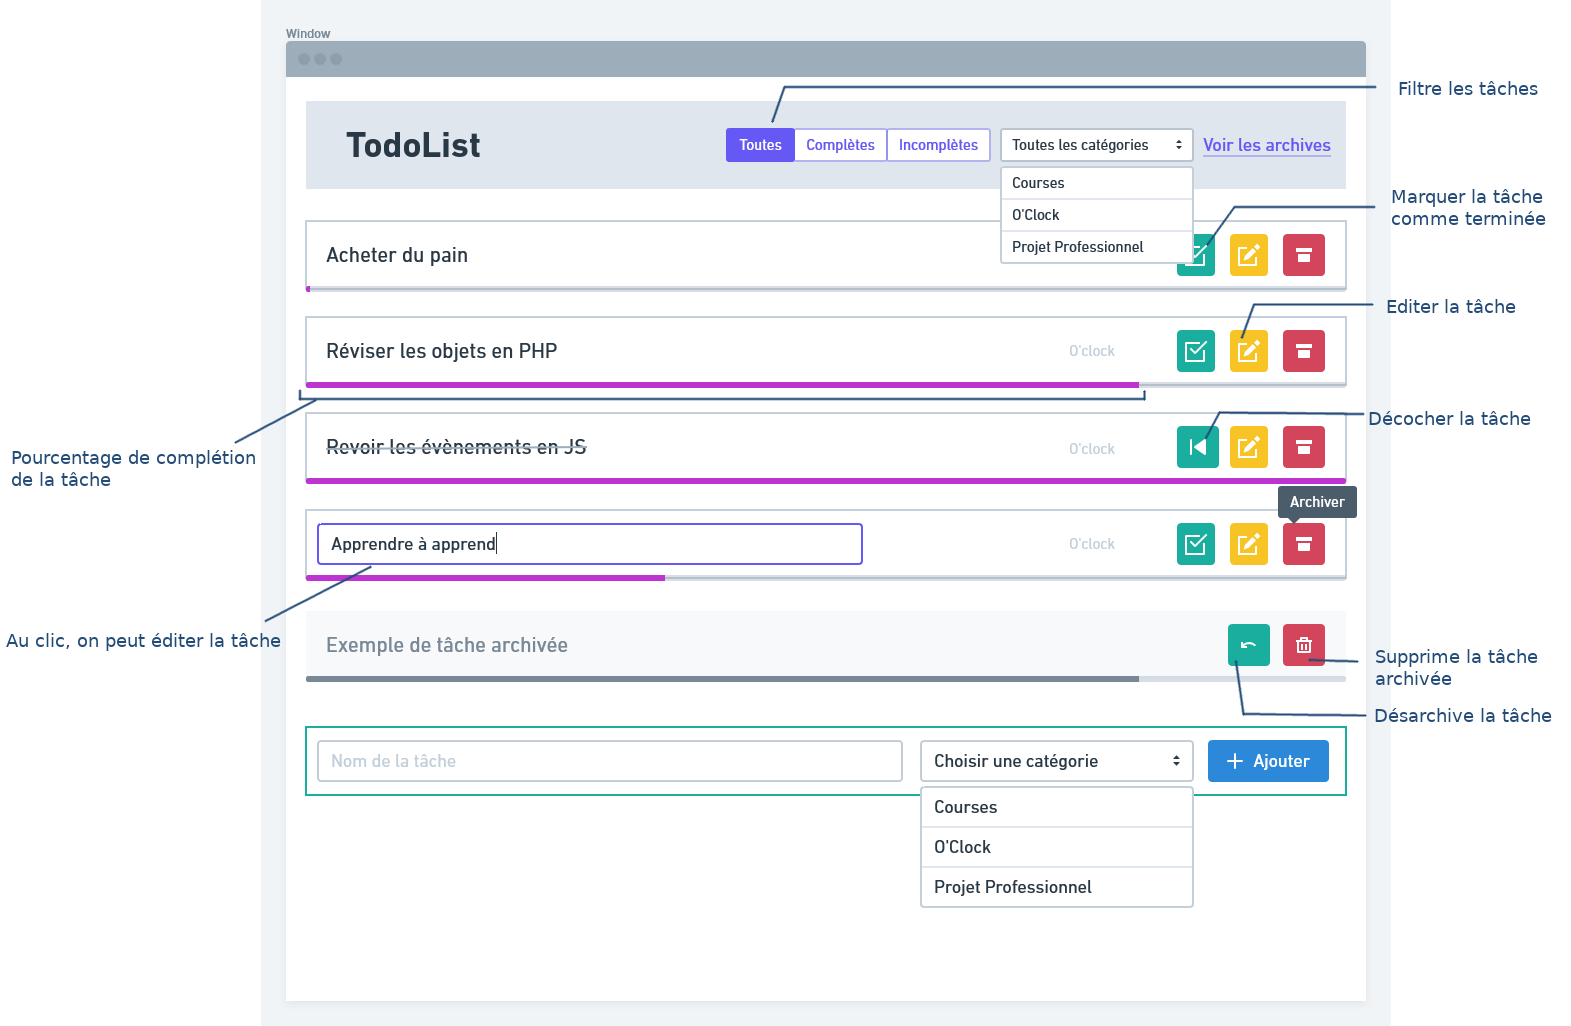 Window
Filtre les tâches
TodoList
Toutes
Complètes
Incomplètes
Toutes les catégories
Voir les archives
Courses
O'Clock
Projet Professionnel
Marquer la tâche
comme terminée
Acheter du pain
Editer la tâche
Réviser les objets en PHP
O'clock
Décocher la tâche
Revoir les évènements en JS
O'clock
Pourcentage de complétion
de la tâche
Archiver
Apprendre à apprend
O'clock
Au clic, on peut éditer la tâche
Exemple de tâche archivée
Supprime la tâche
archivée
Désarchive la tâche
Nom de la tâche
Choisir une catégorie
Ajouter
Courses
O'Clock
Projet Professionnel